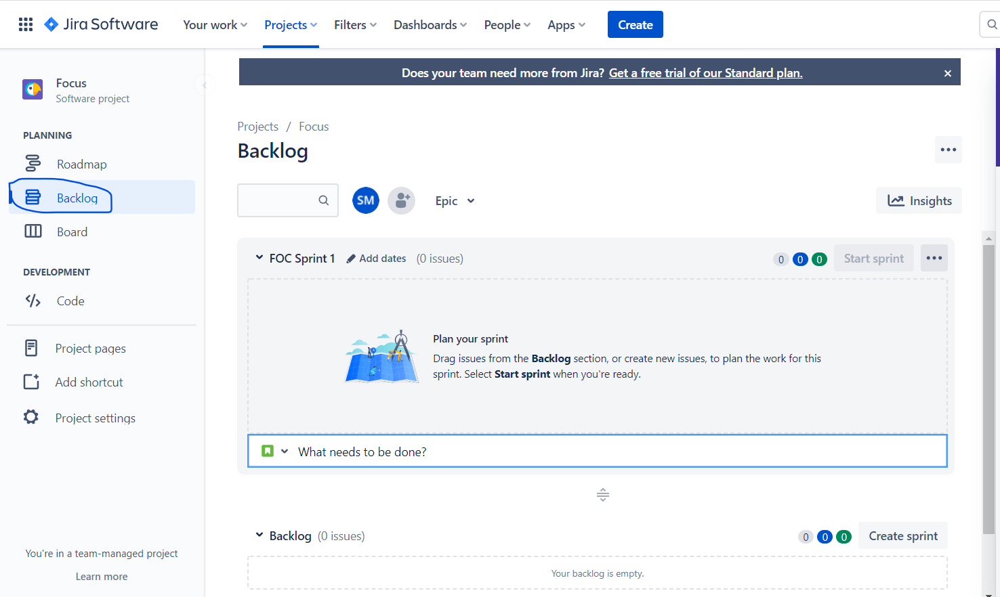 Jira Software Your work Projects Filters Dashboards People Apps Create
Does your team need more from Jira? Get a free trial of our Standard plan.
Focus
Software project
PLANNING
Roadmap
Backlog
Board
DEVELOPMENT
Code
Project pages
Add shortcut
Project settings
You're in a team-managed project
Learn more
Projects / Focus
Backlog
SM Epic Insights
FOC Sprint 1 Add dates (0 issues) 0 0 0 Start sprint
Plan your sprint
Drag issues from the Backlog section, or create new issues, to plan the work for this
sprint. Select Start sprint when you're ready.
What needs to be done?
Backlog (0 issues) 0 0 0 Create sprint
Your backlog is empty.